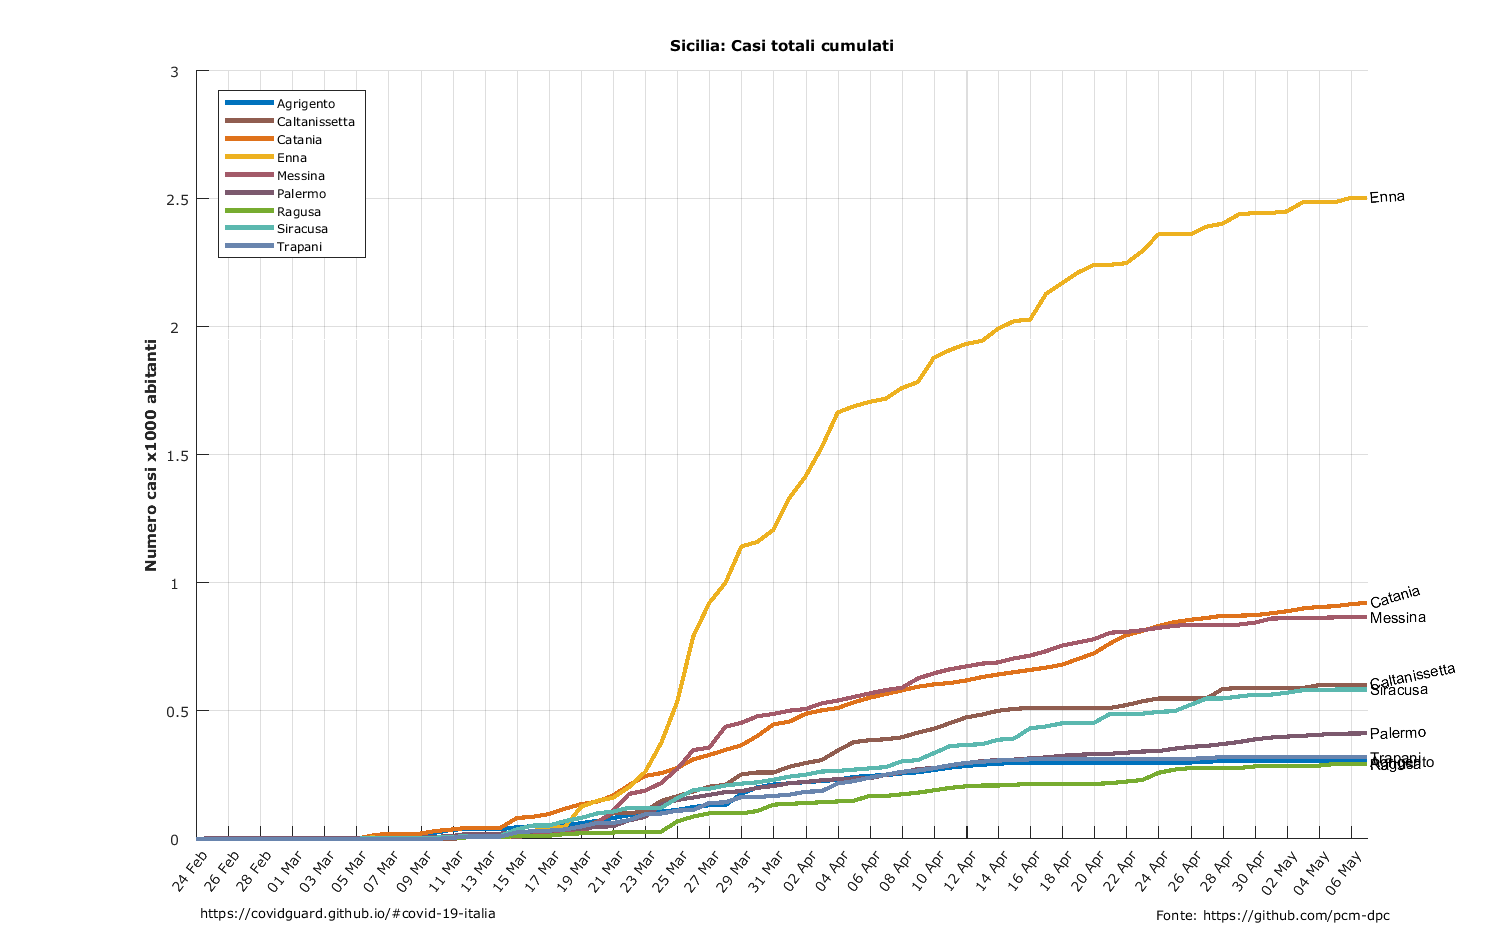 Sicilia: Casi totali cumulati
Numero casi x1000 abitanti
3
2.5
2
1.5
1
0.5
0
Agrigento
Caltanissetta
Catania
Enna
Messina
Palermo
Ragusa
Siracusa
Trapani
Enna
Catania
Messina
Caltanissetta
Siracusa
Palermo
Trapani
Agrigento
Ragusa
24 Feb
26 Feb
28 Feb
01 Mar
03 Mar
05 Mar
07 Mar
09 Mar
11 Mar
13 Mar
15 Mar
17 Mar
19 Mar
21 Mar
23 Mar
25 Mar
27 Mar
29 Mar
31 Mar
02 Apr
04 Apr
06 Apr
08 Apr
10 Apr
12 Apr
14 Apr
16 Apr
18 Apr
20 Apr
22 Apr
24 Apr
26 Apr
28 Apr
30 Apr
02 May
04 May
06 May
https://covidguard.github.io/#covid-19-italia
Fonte: https://github.com/pcm-dpc